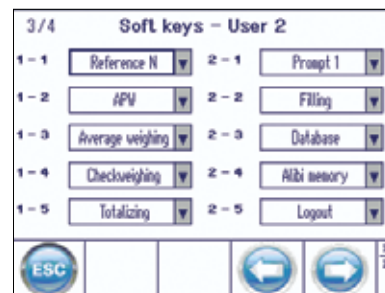 3/4 Soft keys - User 2
1-1 Reference N 2-1 Prompt 1
1-2 APW 2-2 Filling
1-3 Average weighing 2-3 Database
1-4 Checkweighing 2-4 Alibi memory
1-5 Totalizing 2-5 Logout
ESC